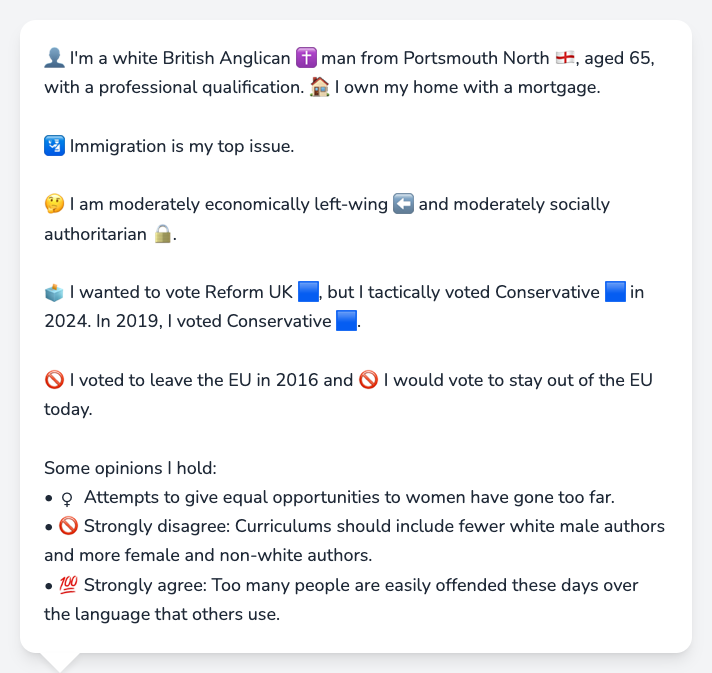 👤 I'm a white British Anglican ✝️ man from Portsmouth North 🏴󠁧󠁢󠁥󠁮󠁧󠁿, aged 65,
with a professional qualification. 🏠 I own my home with a mortgage.
🛂 Immigration is my top issue.
🤔 I am moderately economically left-wing ⬅️ and moderately socially
authoritarian 🔒.
🗳️ I wanted to vote Reform UK 🟦, but I tactically voted Conservative 🟦 in
2024. In 2019, I voted Conservative 🟦.
🚫 I voted to leave the EU in 2016 and 🚫 I would vote to stay out of the EU
today.
Some opinions I hold:
• ♀ Attempts to give equal opportunities to women have gone too far.
• 🚫 Strongly disagree: Curriculums should include fewer white male authors
and more female and non-white authors.
• 💯 Strongly agree: Too many people are easily offended these days over
the language that others use.